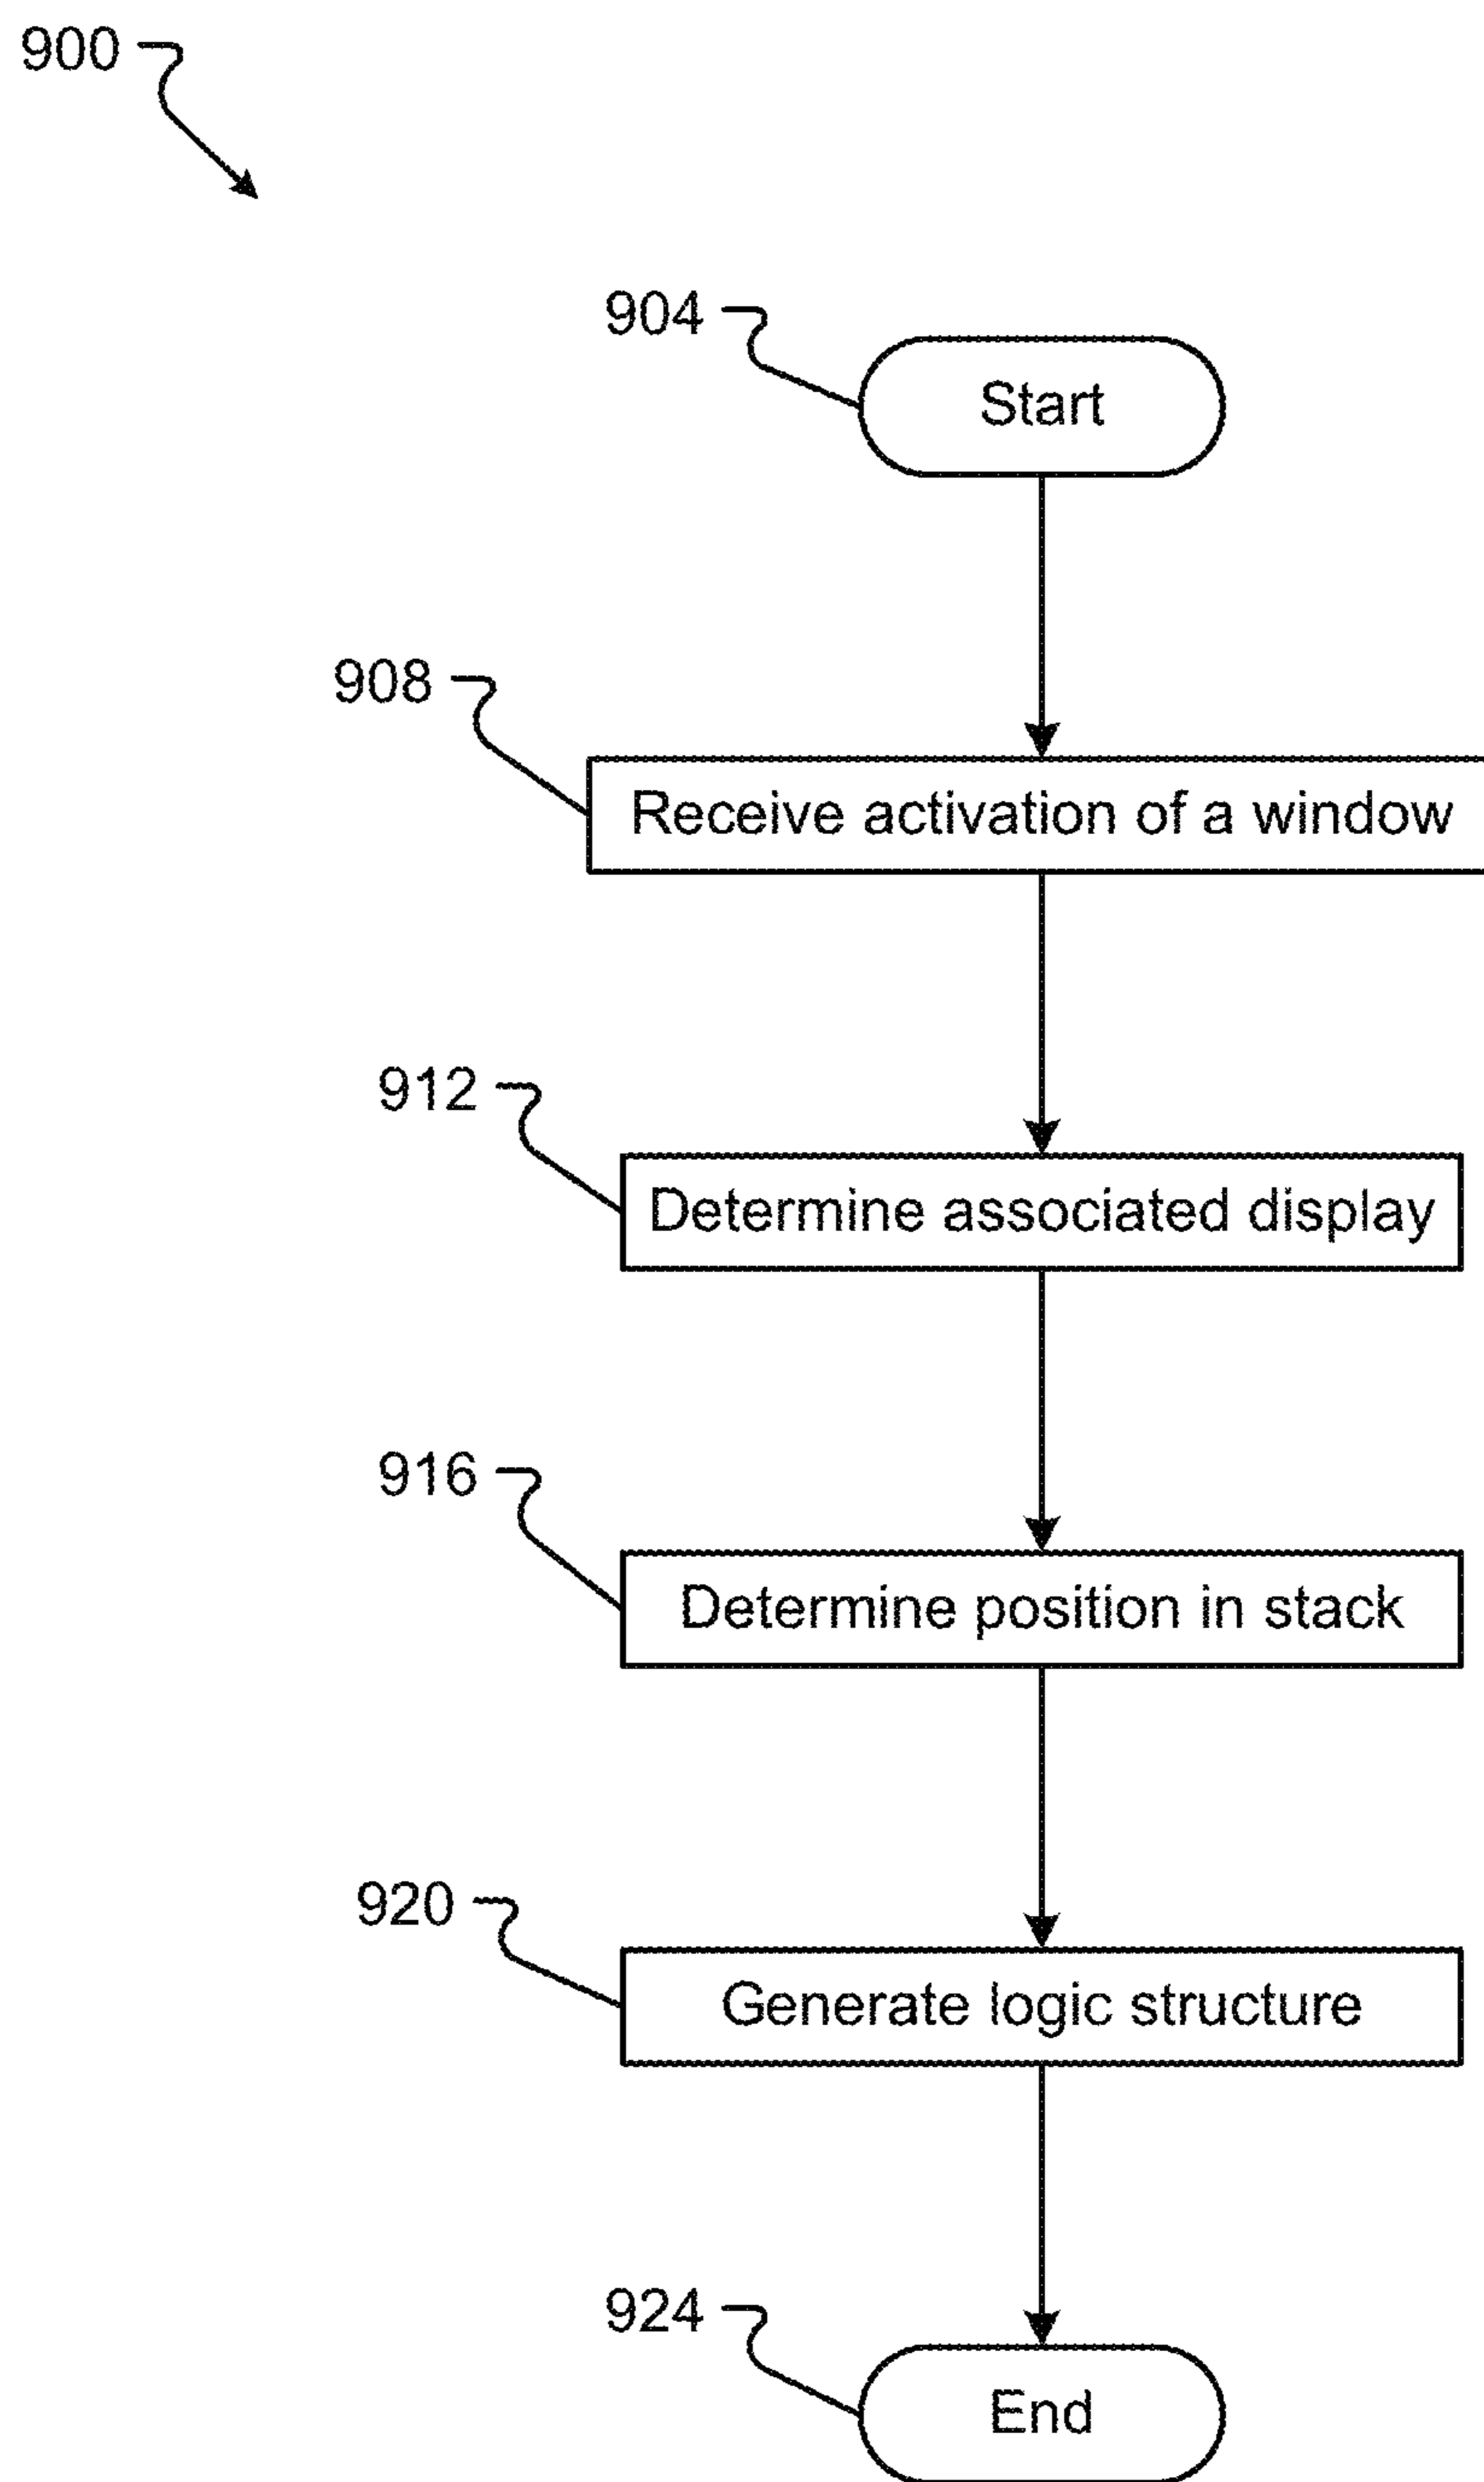 900
904
Start
908
Receive activation of a window
912
Determine associated display
916
Determine position in stack
920
Generate logic structure
924
End